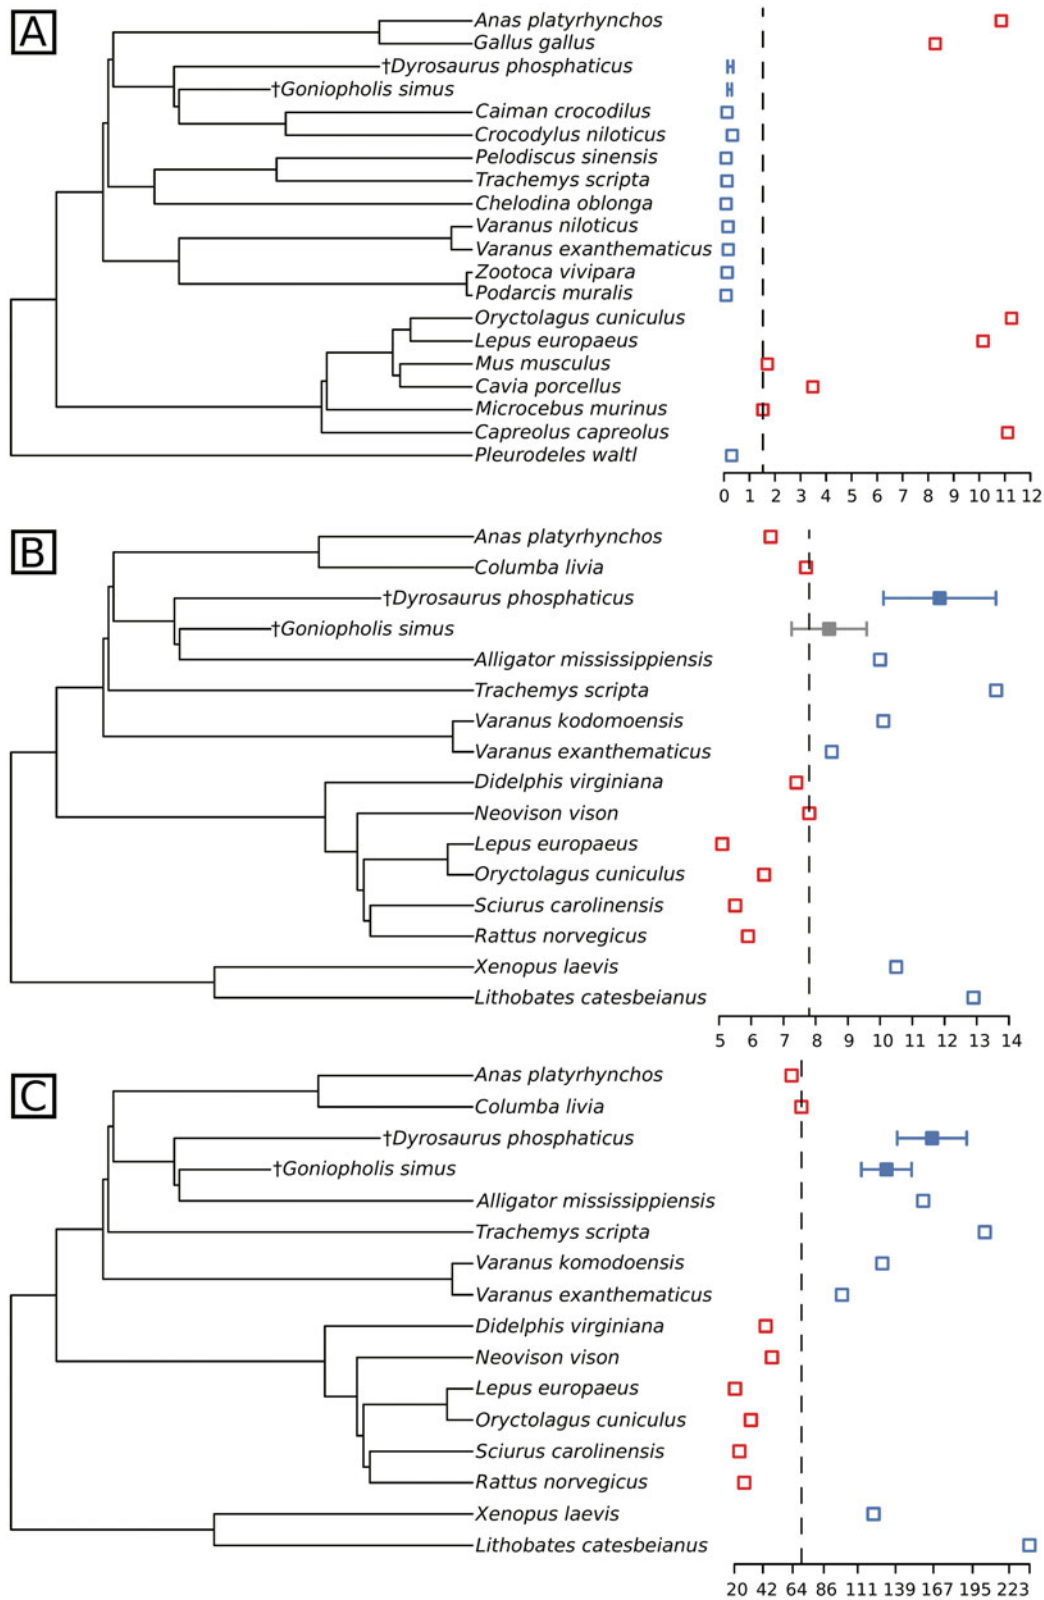 A
Anas platyrhynchos
Gallus gallus
†Dyrosaurus phosphaticus
†Goniopholis simus
Caiman crocodilus
Crocodylus niloticus
Pelodiscus sinensis
Trachemys scripta
Chelodina oblonga
Varanus niloticus
Varanus exanthematicus
Zootoca vivipara
Podarcis muralis
Oryctolagus cuniculus
Lepus europaeus
Mus musculus
Cavia porcellus
Microcebus murinus
Capreolus capreolus
Pleurodeles waltl
0 1 2 3 4 5 6 7 8 9 10 11 12
B
Anas platyrhynchos
Columba livia
†Dyrosaurus phosphaticus
†Goniopholis simus
Alligator mississippiensis
Trachemys scripta
Varanus kodomoensis
Varanus exanthematicus
Didelphis virginiana
Neovison vison
Lepus europaeus
Oryctolagus cuniculus
Sciurus carolinensis
Rattus norvegicus
Xenopus laevis
Lithobates catesbeianus
5 6 7 8 9 10 11 12 13 14
C
Anas platyrhynchos
Columba livia
†Dyrosaurus phosphaticus
†Goniopholis simus
Alligator mississippiensis
Trachemys scripta
Varanus komodoensis
Varanus exanthematicus
Didelphis virginiana
Neovison vison
Lepus europaeus
Oryctolagus cuniculus
Sciurus carolinensis
Rattus norvegicus
Xenopus laevis
Lithobates catesbeianus
20 42 64 86 111 139 167 195 223